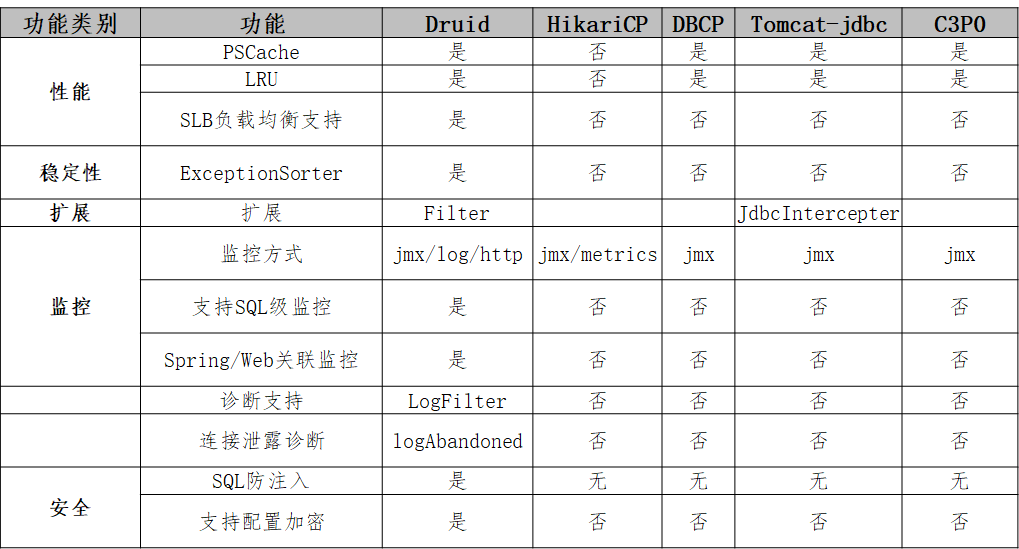 功能类别 功能 Druid HikariCP DBCP Tomcat-jdbc C3P0
性能 PSCache 是 否 是 是 是
LRU 是 否 是 是 是
SLB负载均衡支持 是 否 否 否 否
稳定性 ExceptionSorter 是 否 否 否 否
扩展 扩展 Filter JdbcIntercepter
监控 监控方式 jmx/log/http jmx/metrics jmx jmx jmx
支持SQL级监控 是 否 否 否 否
Spring/Web关联监控 是 否 否 否 否
诊断支持 LogFilter 否 否 否 否
连接泄露诊断 logAbandoned 否 否 否 否
安全 SQL防注入 是 无 无 无 无
支持配置加密 是 否 否 否 否